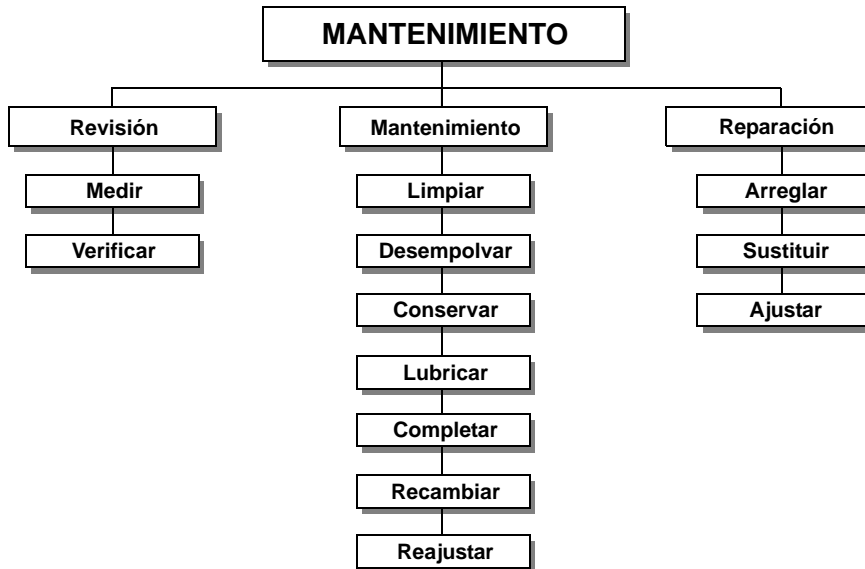 MANTENIMIENTO
Revisión
Mantenimiento
Reparación
Medir
Limpiar
Arreglar
Verificar
Desempolvar
Sustituir
Conservar
Ajustar
Lubricar
Completar
Recambiar
Reajustar